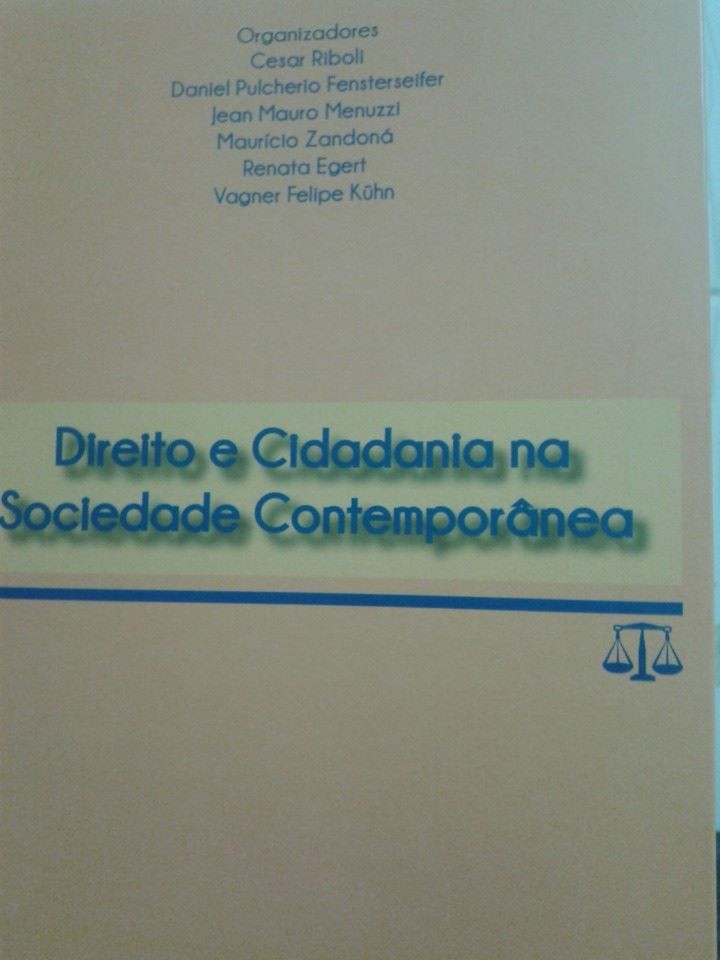 Organizadores
Cesar Riboli
Daniel Pulcherio Fensterseifer
Jean Mauro Menuzzi
Maurício Zandoná
Renata Egert
Vagner Felipe Kühn
Direito e Cidadania na
Sociedade Contemporânea